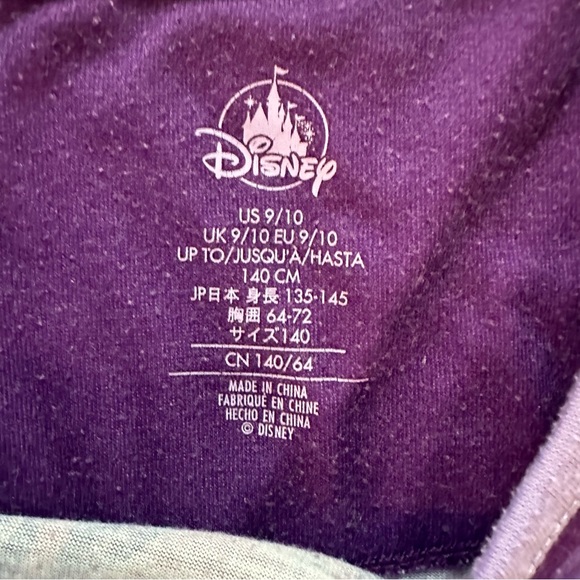 Disney
US 9/10
UK 9/10 EU 9/10
UP TO/JUSQU'À/HASTA
140 CM
JP日本 身長 135-145
胸囲 64-72
サイズ140
CN 140/64
MADE IN CHINA
FABRIQUÉ EN CHINE
HECHO EN CHINA
© DISNEY